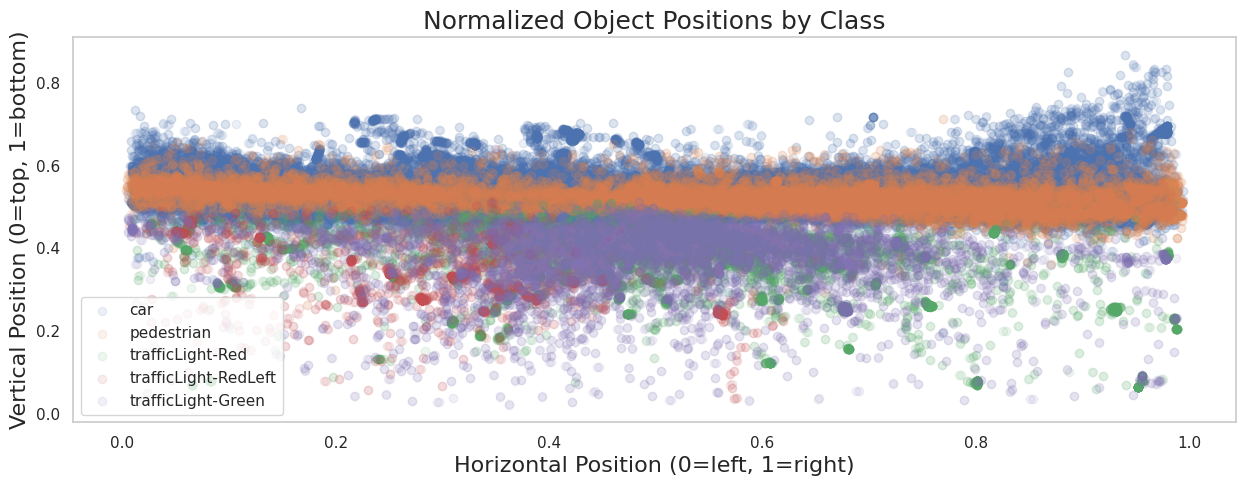 Normalized Object Positions by Class
Vertical Position (0=top, 1=bottom)
0.8
0.6
0.4
0.2
0.0
car
pedestrian
trafficLight-Red
trafficLight-RedLeft
trafficLight-Green
0.0 0.2 0.4 0.6 0.8 1.0
Horizontal Position (0=left, 1=right)